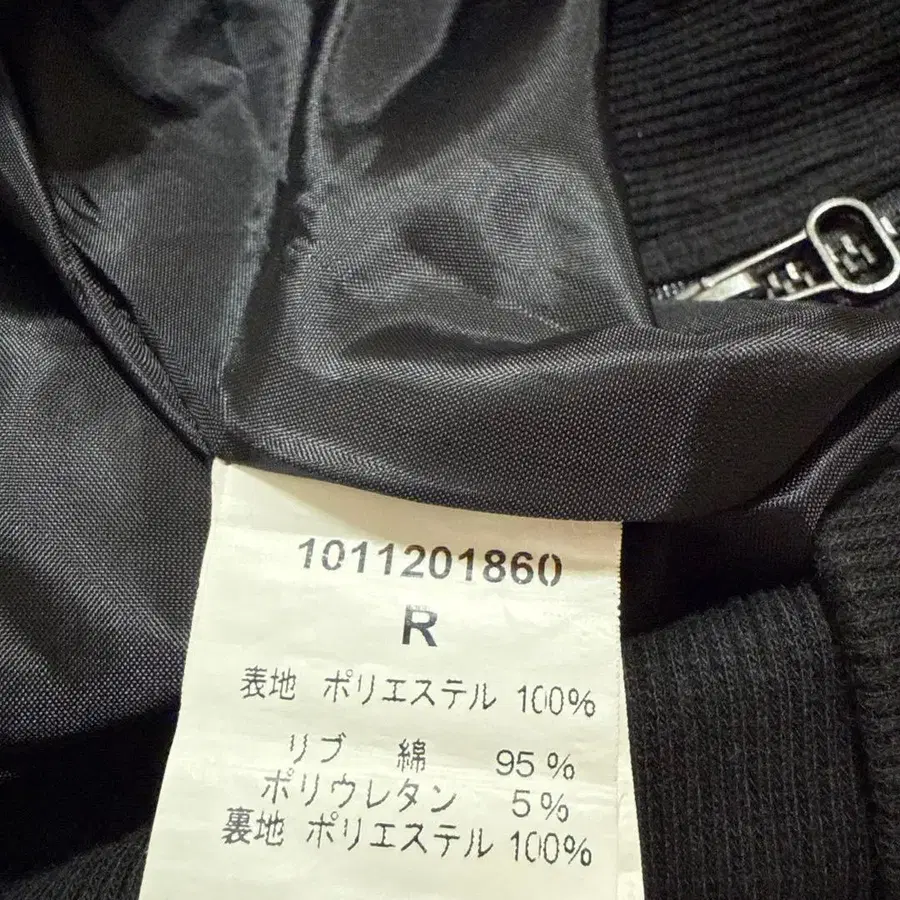 1011201860
R
表地 ポリエステル 100%
リブ 綿 95%
ポリウレタン 5%
裏地 ポリエステル 100%